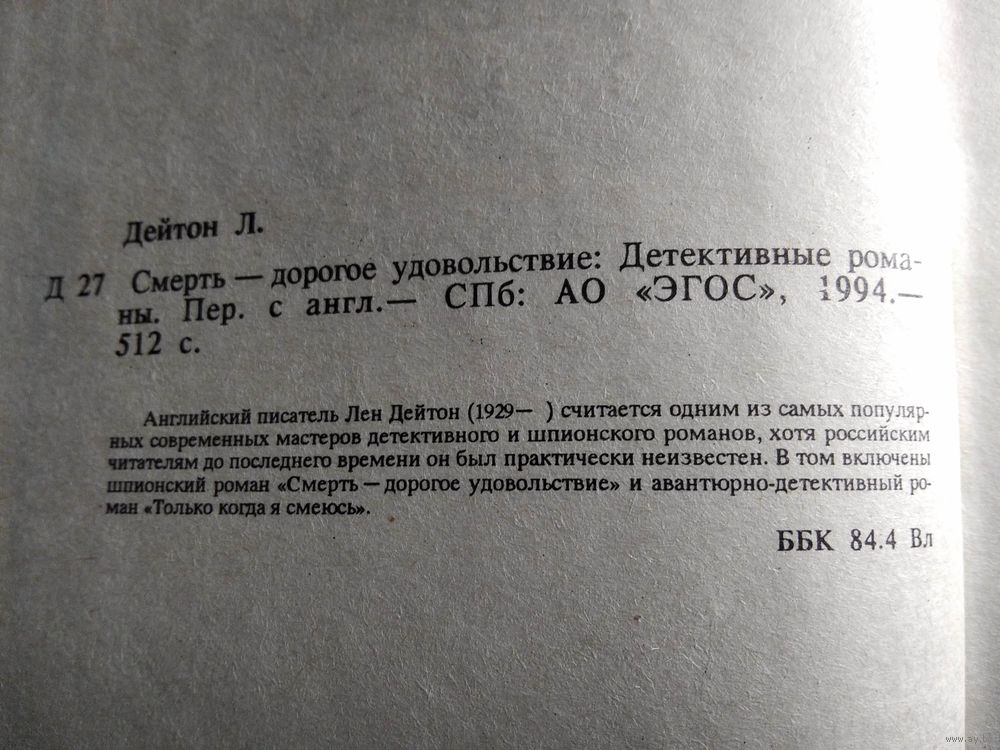 Дейтон Л.
Д 27 Смерть — дорогое удовольствие: Детективные рома-
ны. Пер. с англ.— СПб: АО «ЭГОС», 1994.—
512 с.
Английский писатель Лен Дейтон (1929— ) считается одним из самых популяр-
ных современных мастеров детективного и шпионского романов, хотя российским
читателям до последнего времени он был практически неизвестен. В том включены
шпионский роман «Смерть — дорогое удовольствие» и авантюрно-детективный ро-
ман «Только когда я смеюсь».
ББК 84.4 Вл